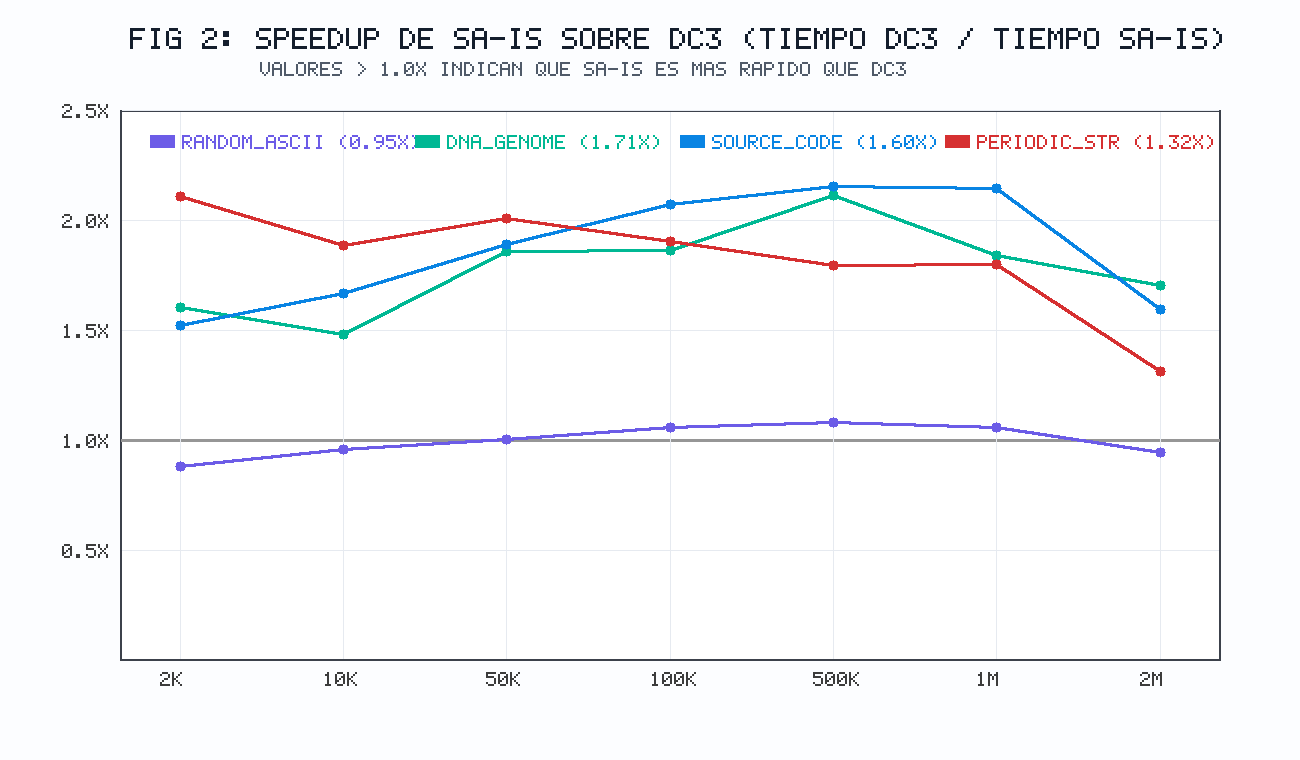 FIG 2: SPEEDUP DE SA-IS SOBRE DC3 (TIEMPO DC3 / TIEMPO SA-IS)
VALORES > 1.0X INDICAN QUE SA-IS ES MAS RAPIDO QUE DC3
2.5X
RANDOM_ASCII (0.95X) DNA_GENOME (1.71X) SOURCE_CODE (1.60X) PERIODIC_STR (1.32X)
2.0X
1.5X
1.0X
0.5X
2K 10K 50K 100K 500K 1M 2M